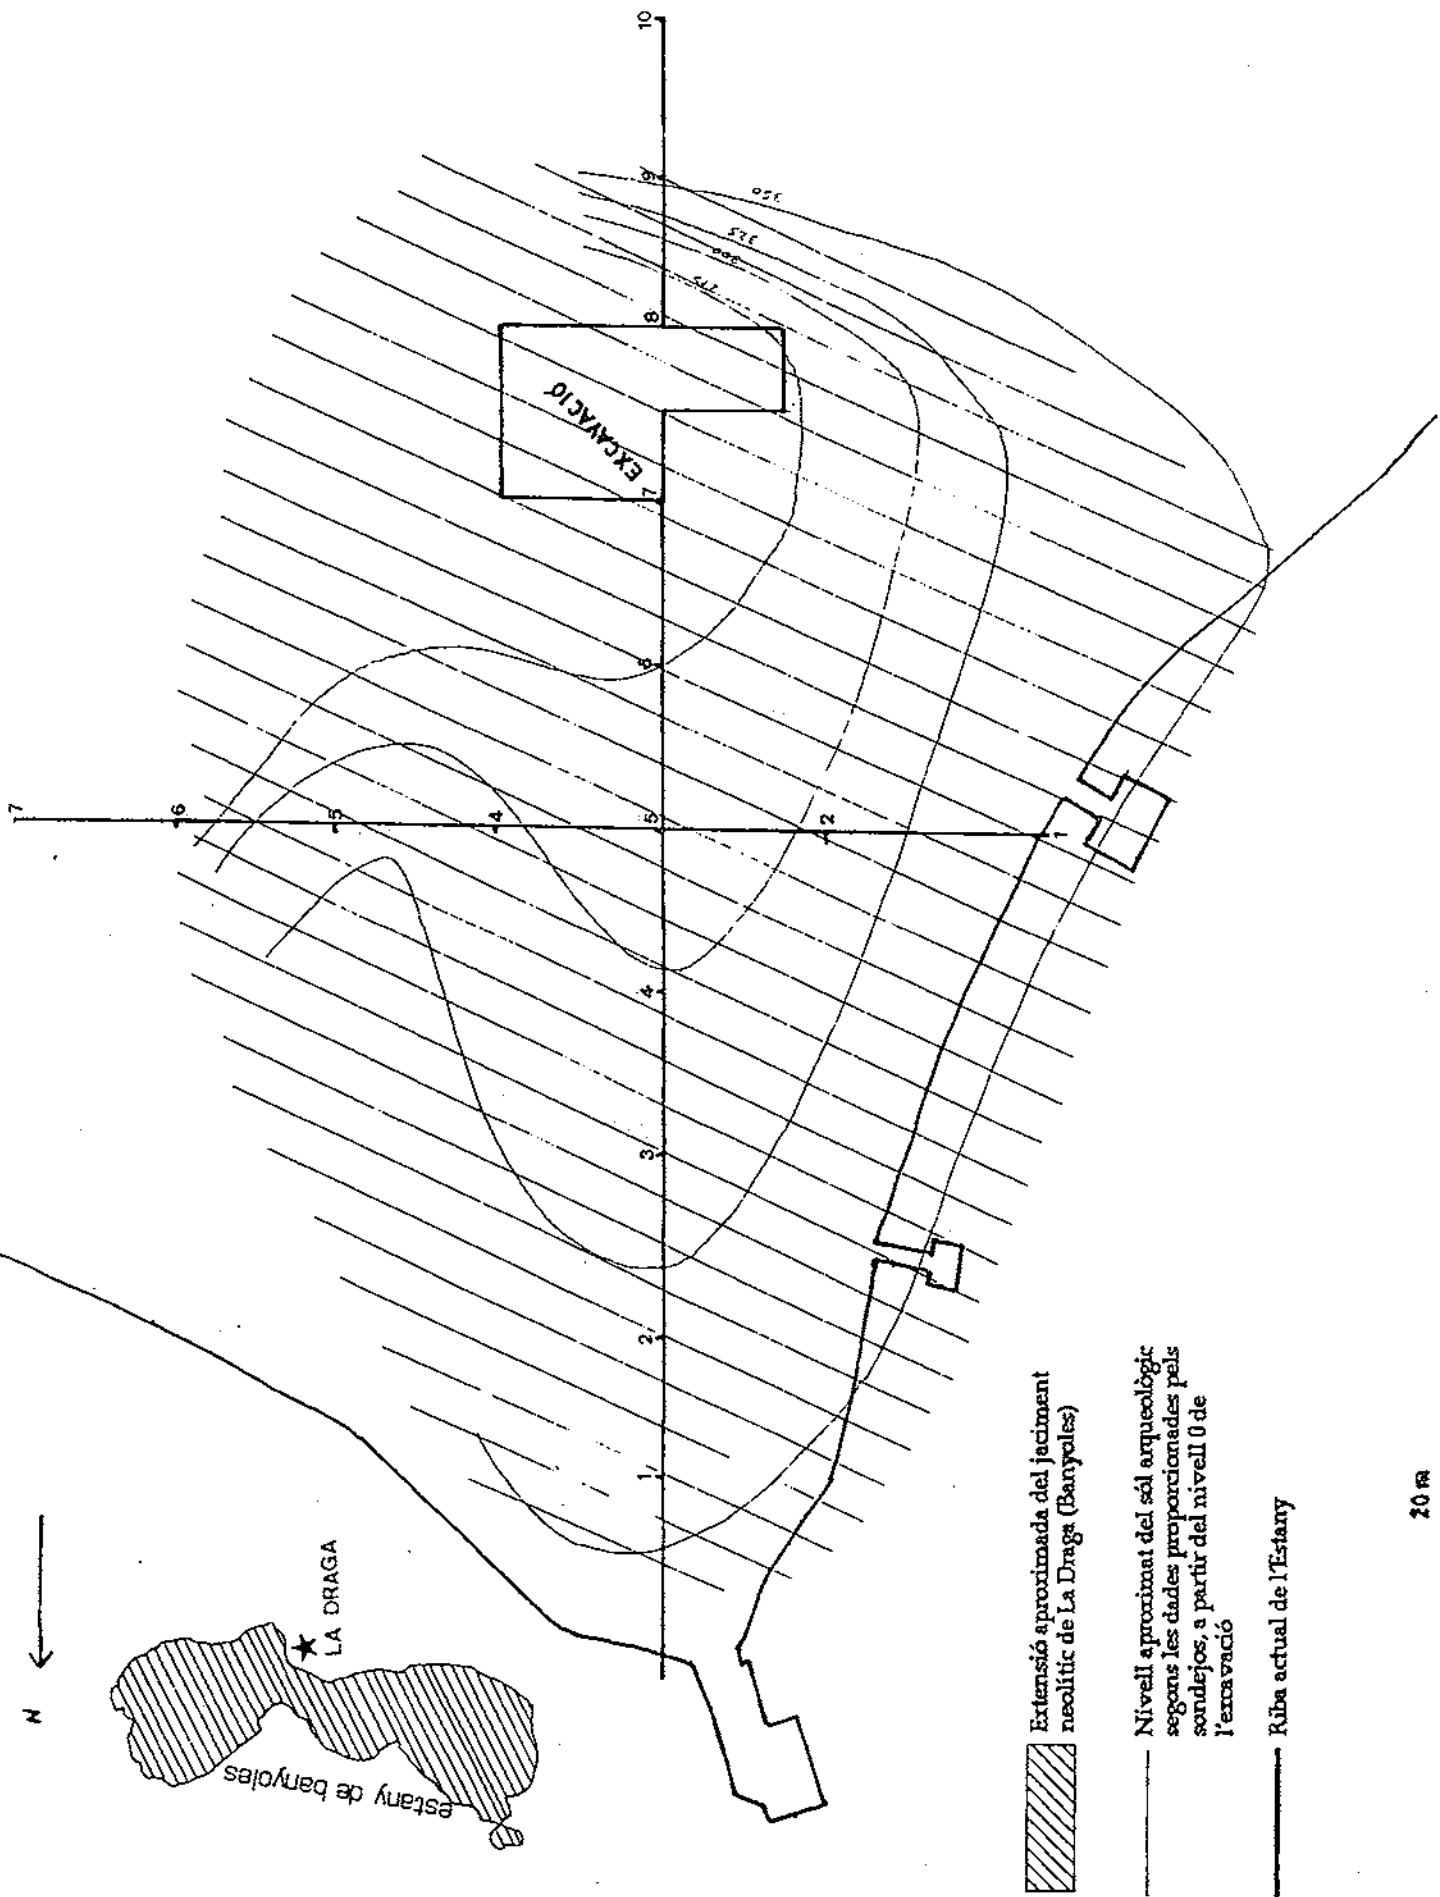 N
LA DRAGA
estany de banyoles
EXCAVACIÓ
10
9
8
7
6
5
4
3
2
1
7
6
5
4
2
1
350
325
300
275
Extensió aproximada del jaciment
neolític de La Draga (Banyoles)
Nivell aproximat del sól arqueològic
segons les dades proporcionades pels
sondejos, a partir del nivell 0 de
l'excavació
Riba actual de l'Estany
20 m